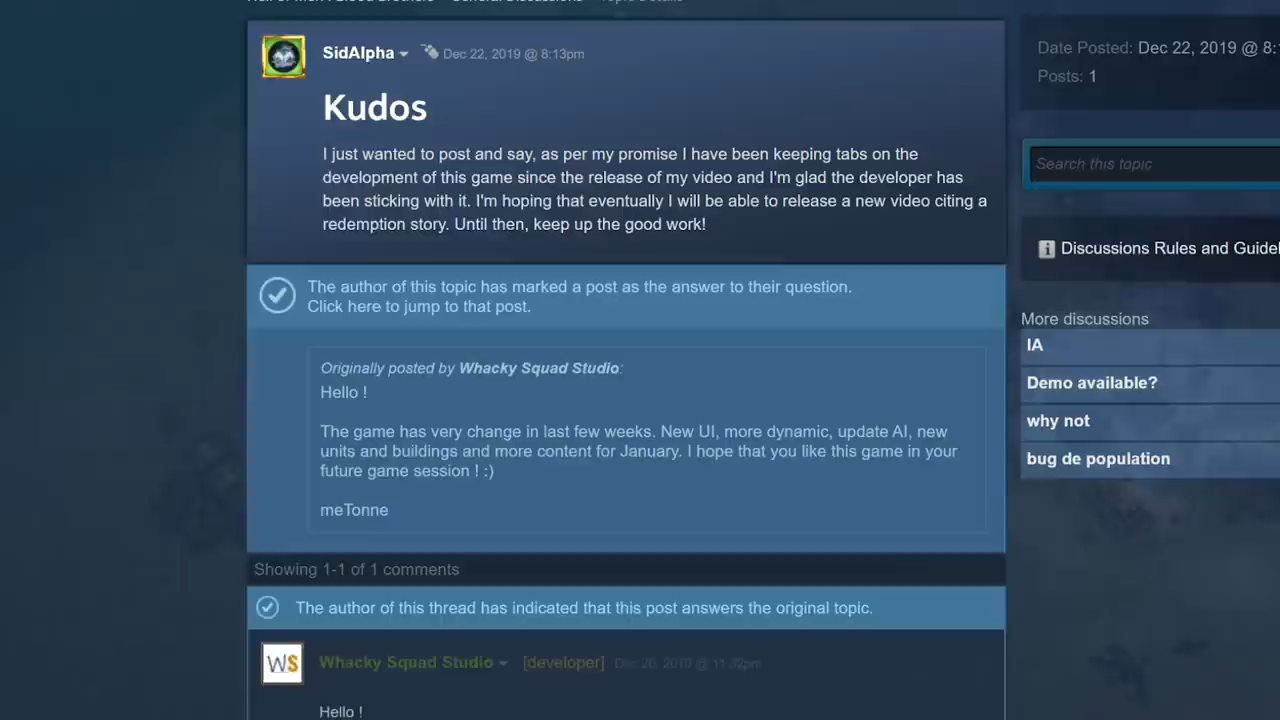 General Discussions
Topic Details
SidAlpha Dec 22, 2019 @ 8:13pm
Kudos
I just wanted to post and say, as per my promise I have been keeping tabs on the
development of this game since the release of my video and I'm glad the developer has
been sticking with it. I'm hoping that eventually I will be able to release a new video citing a
redemption story. Until then, keep up the good work!
The author of this topic has marked a post as the answer to their question.
Click here to jump to that post.
Originally posted by Whacky Squad Studio:
Hello !
The game has very change in last few weeks. New UI, more dynamic, update AI, new
units and buildings and more content for January. I hope that you like this game in your
future game session ! :)
meTonne
Showing 1-1 of 1 comments
The author of this thread has indicated that this post answers the original topic.
WS
Whacky Squad Studio [developer]
Hello !
Date Posted: Dec 22, 2019 @ 8:
Posts: 1
Search this topic
Discussions Rules and Guidel
More discussions
IA
Demo available?
why not
bug de population